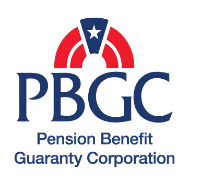 PBGC
Pension Benefit
Guaranty Corporation